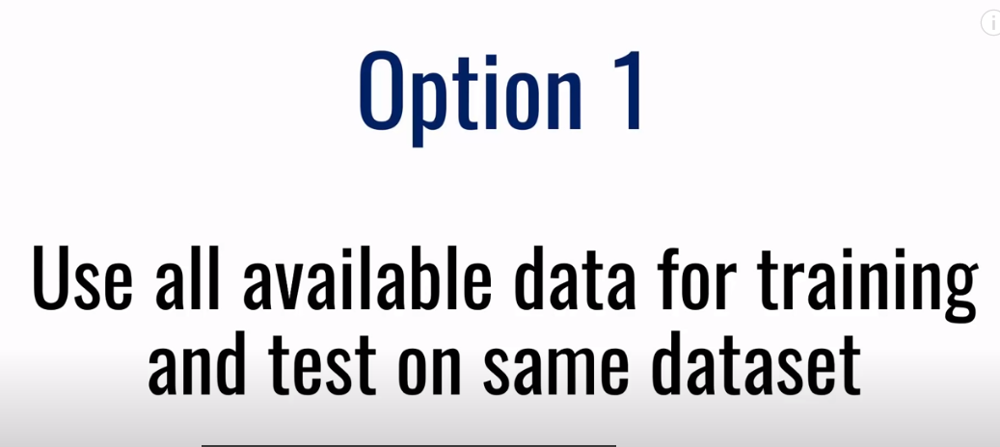 Option 1
Use all available data for training
and test on same dataset